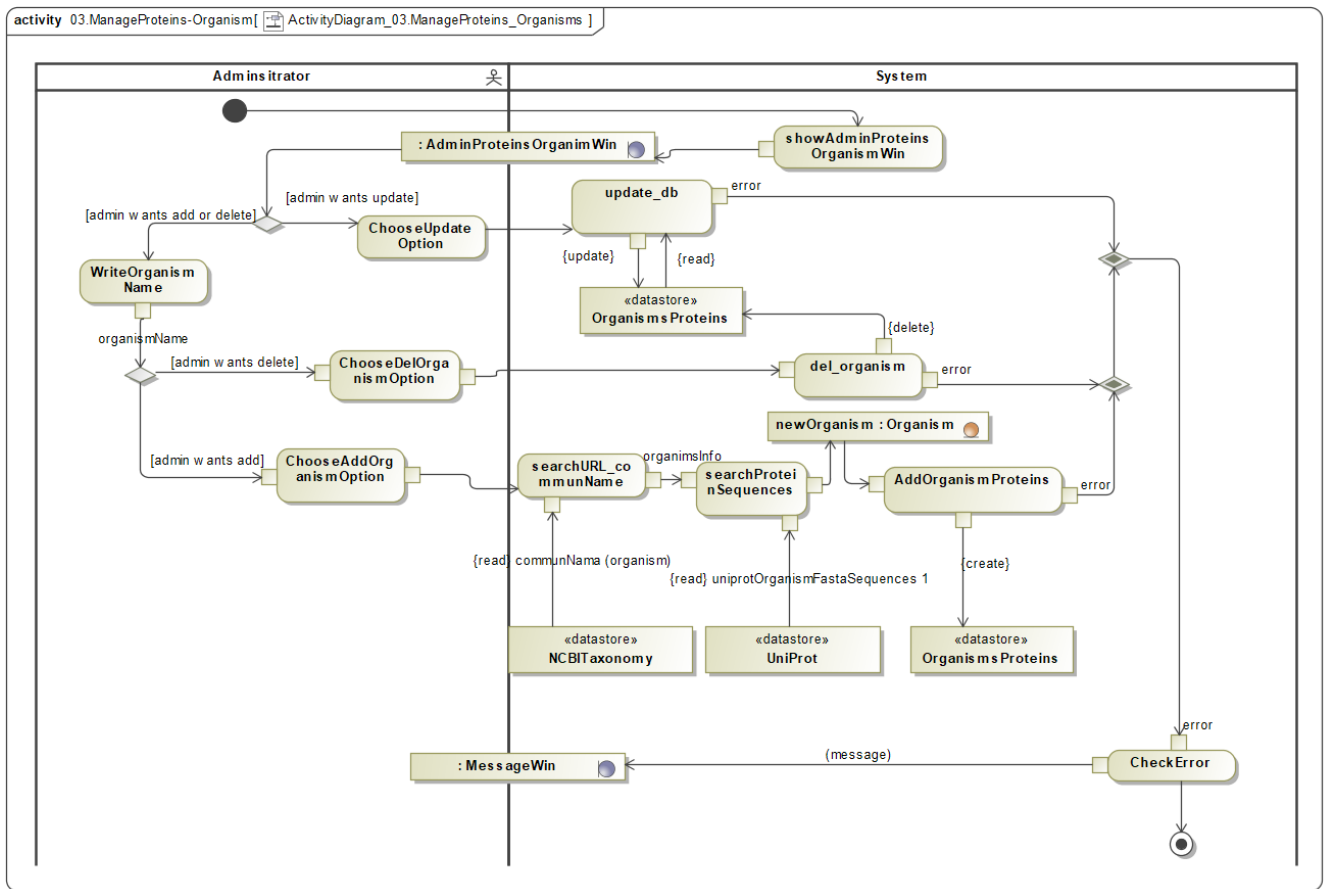 activity 03.ManageProteins-Organism[ ActivityDiagram_03.ManageProteins_Organisms ]
Adminsitrator
System
showAdminProteins
OrganismWin
: AdminProteinsOrganimWin
[admin wants update]
[admin wants add or delete]
update_db
error
ChooseUpdate
Option
{update}
{read}
WriteOrganism
Name
«datastore»
OrganismsProteins
organismName
{delete}
[admin wants delete]
ChooseDelOrga
nismOption
del_organism
error
newOrganism : Organism
[admin wants add]
ChooseAddOrg
anismOption
searchURL_co
mmunName
organimsInfo
searchProtei
nSequences
AddOrganismProteins
error
{read} communNama (organism)
{read} uniprotOrganismFastaSequences 1
{create}
«datastore»
NCBITaxonomy
«datastore»
UniProt
«datastore»
OrganismsProteins
error
: MessageWin
(message)
CheckError